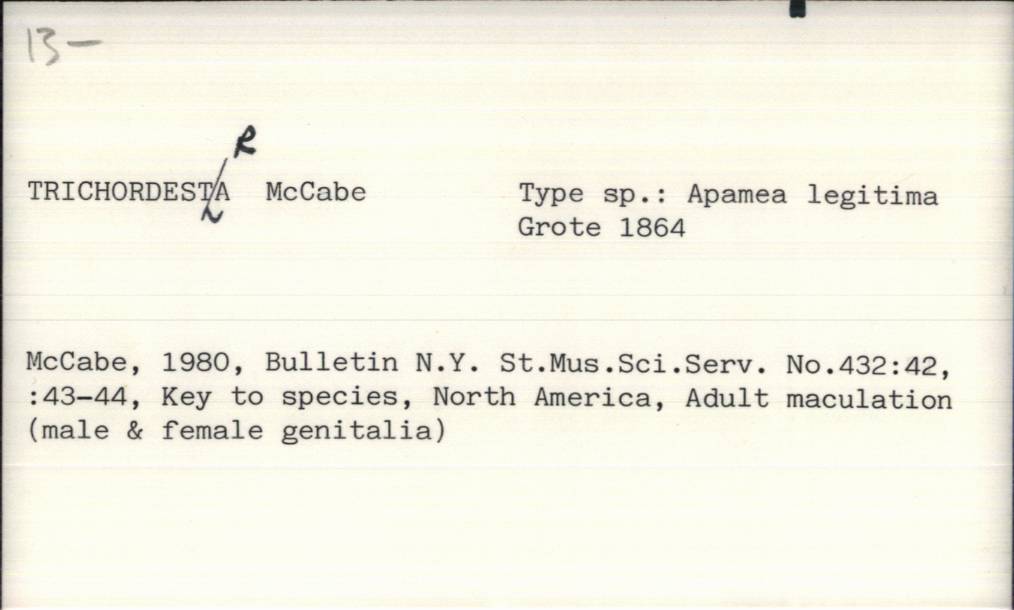 13—
R
TRICHORDESTA McCabe Type sp.: Apamea legitima
Grote 1864
McCabe, 1980, Bulletin N.Y. St.Mus.Sci.Serv. No.432:42,
:43-44, Key to species, North America, Adult maculation
(male & female genitalia)